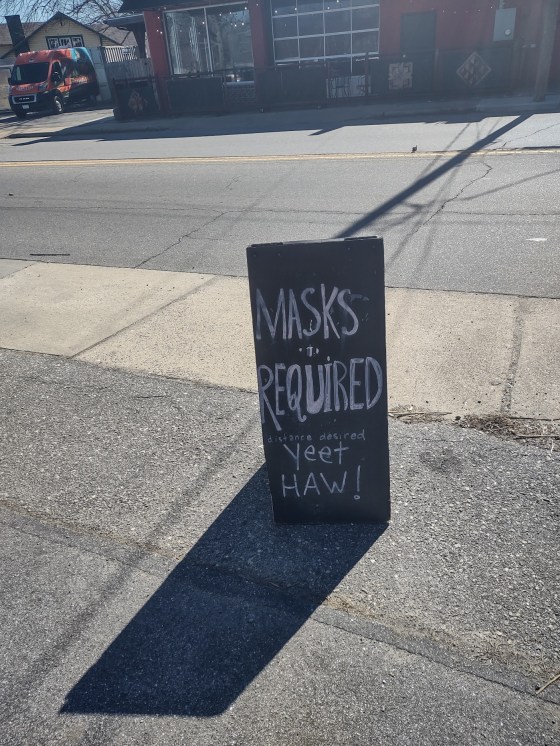 MASKS
REQUIRED
distance desired
Yeet
HAW!